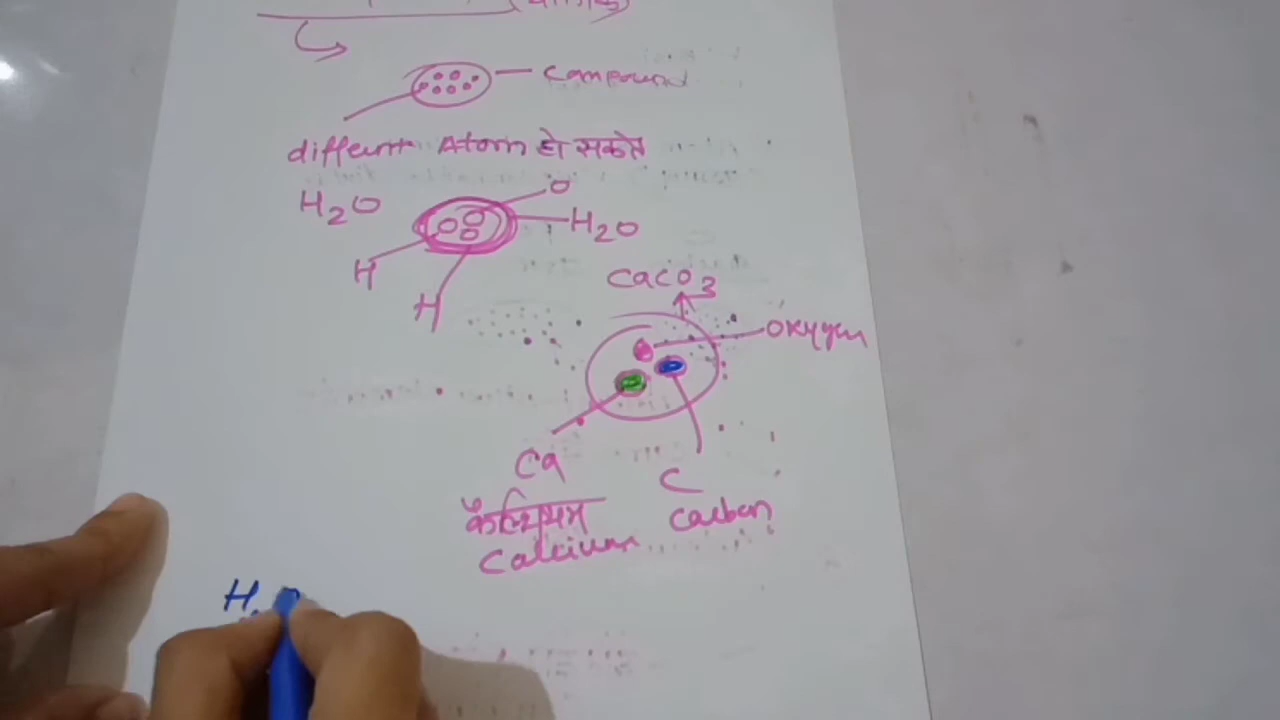 compound
different Atom हो सकते
H2O
O
H2O
H
H
CaCO3
Oxygen
Ca
C
कैल्शियम
Carbon
Calcium
H